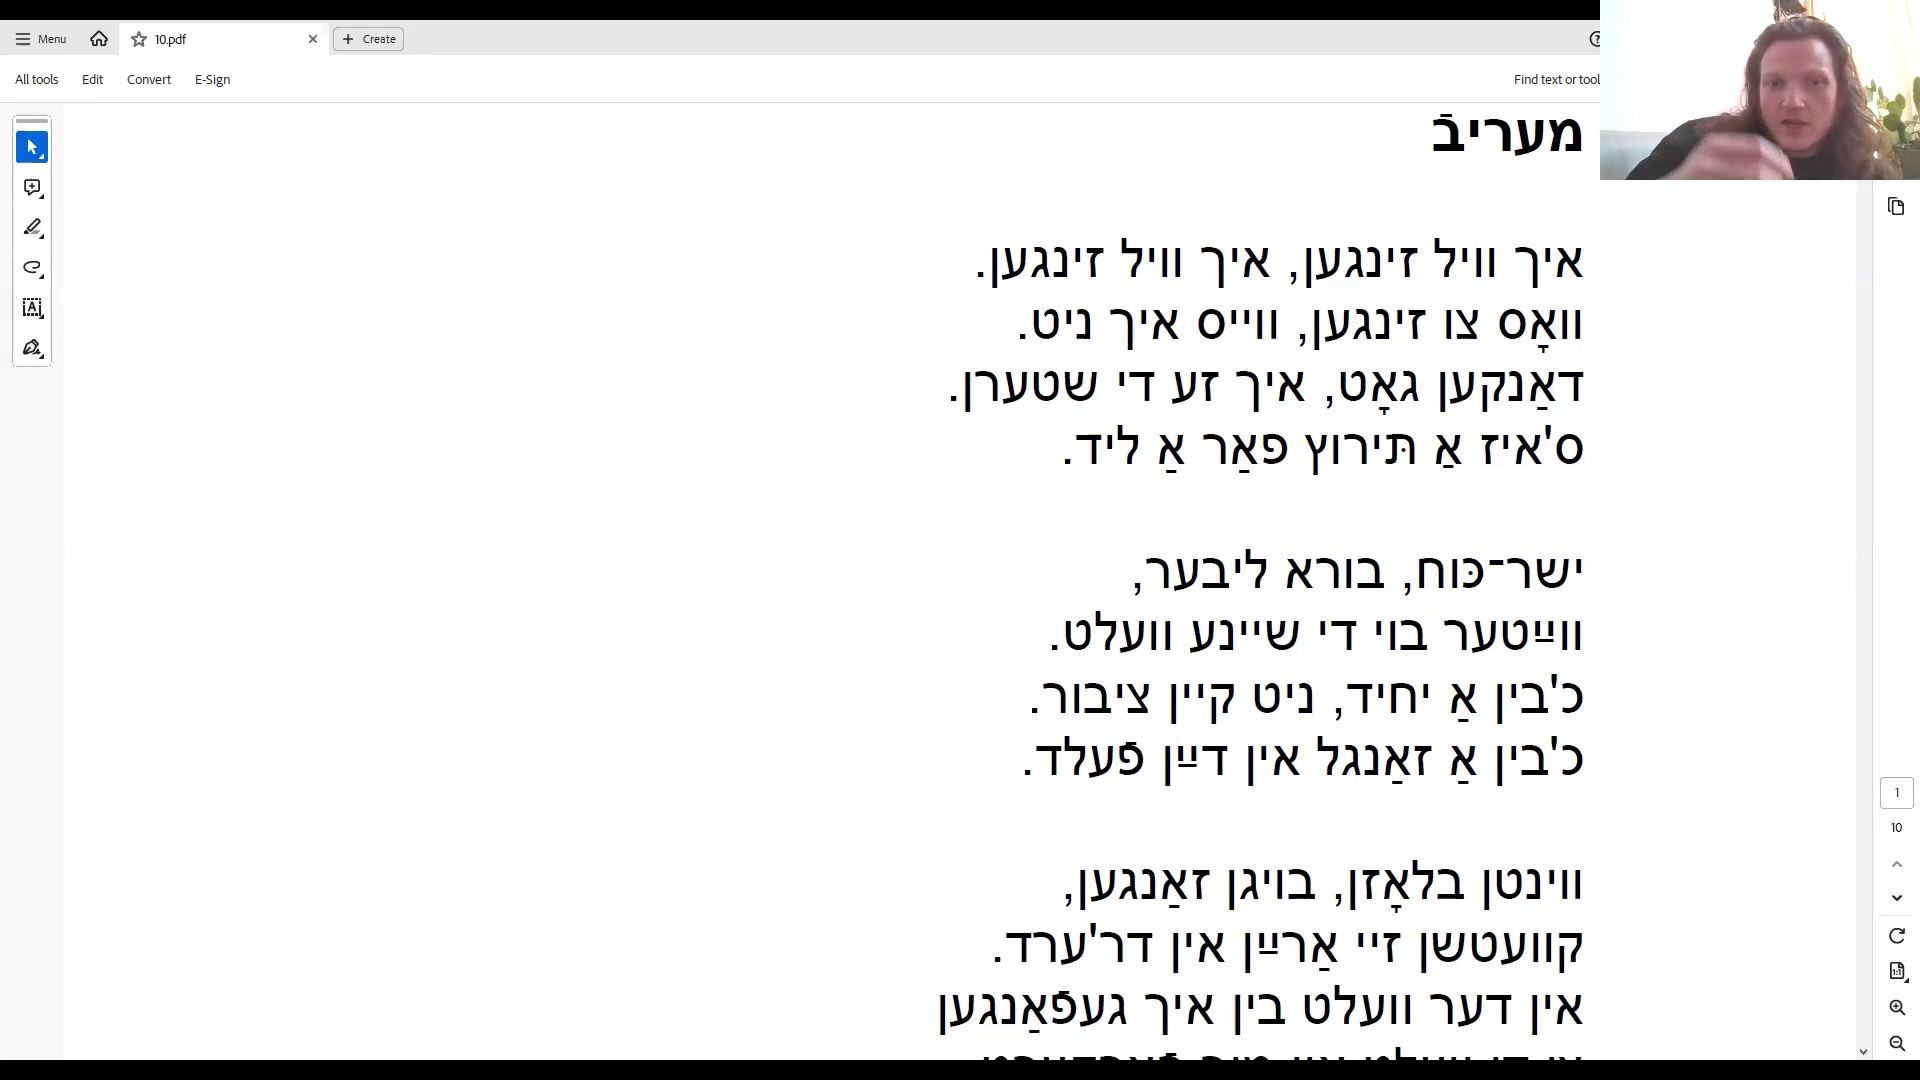 Menu
10.pdf
Create
All tools
Edit
Convert
E-Sign
Find text or tool
מעריבֿ
איך וויל זינגען, איך וויל זינגען.
וואָס צו זינגען, ווייס איך ניט.
דאַנקען גאָט, איך זע די שטערן.
ס'איז אַ תּירוץ פאַר אַ ליד.
ישר־כּוח, בורא ליבער,
ווײַטער בוי די שיינע וועלט.
כ'בין אַ יחיד, ניט קיין ציבור.
כ'בין אַ זאַנגל אין דײַן פֿעלד.
ווינטן בלאָזן, בויגן זאַנגען,
קוועטשן זיי אַרײַן אין דר'ערד.
אין דער וועלט בין איך געפֿאַנגען
1
10